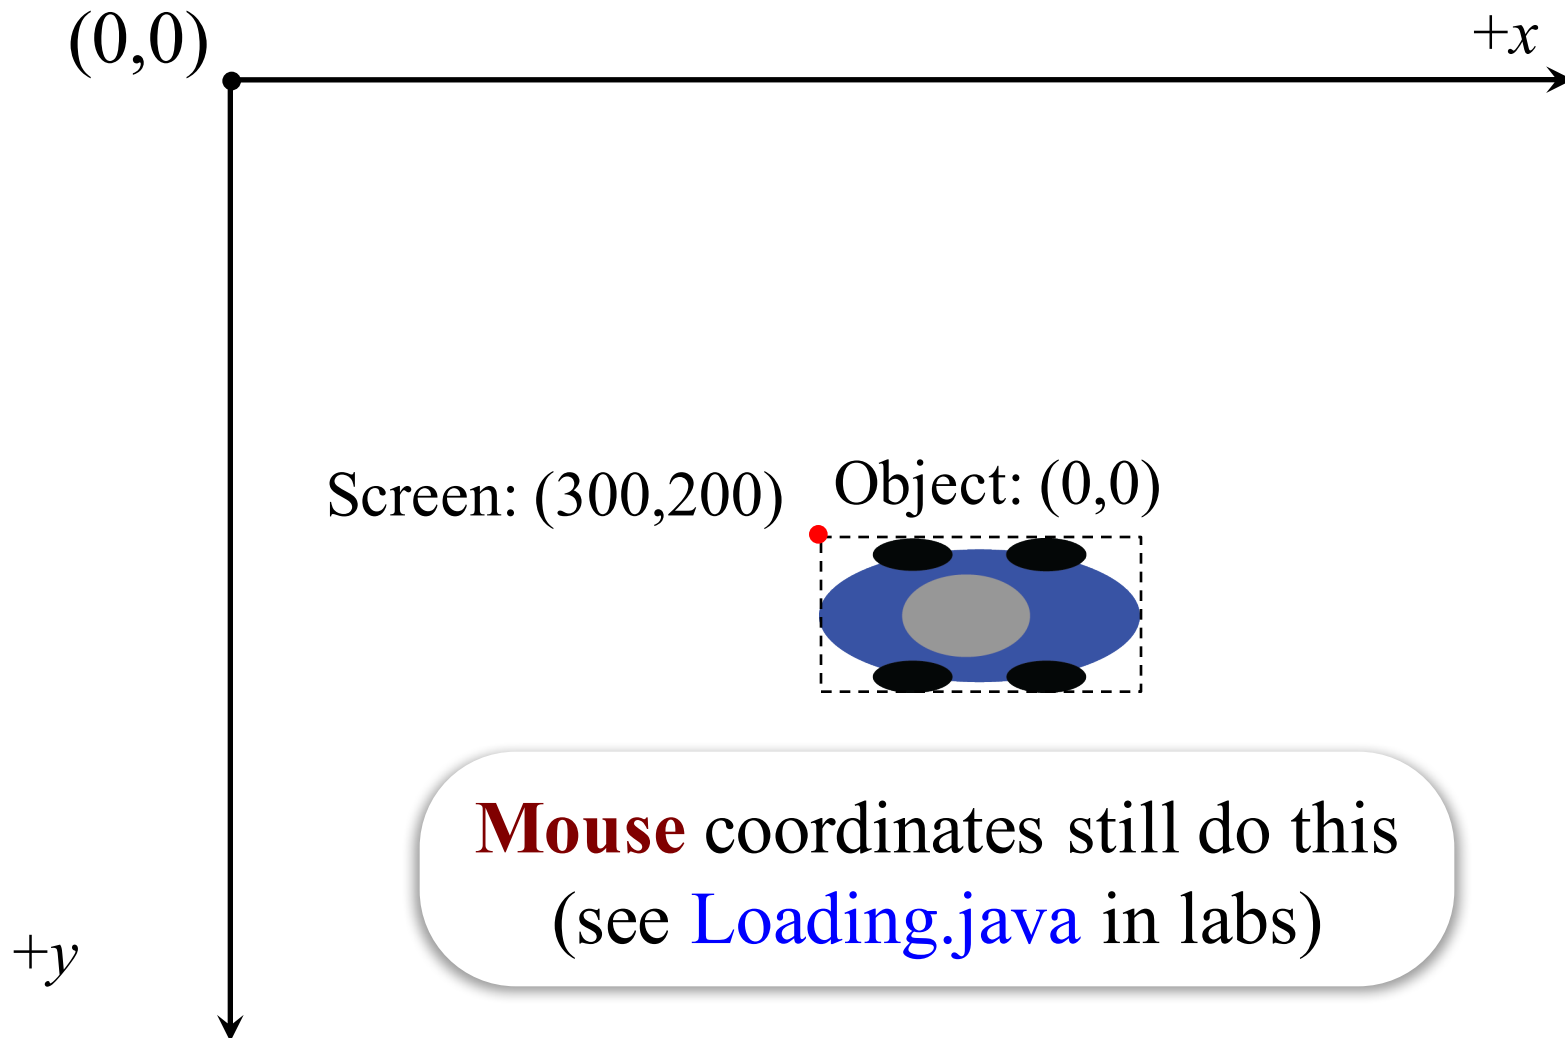 (0,0)
+x
Screen: (300,200)
Object: (0,0)
Mouse coordinates still do this
(see Loading.java in labs)
+y